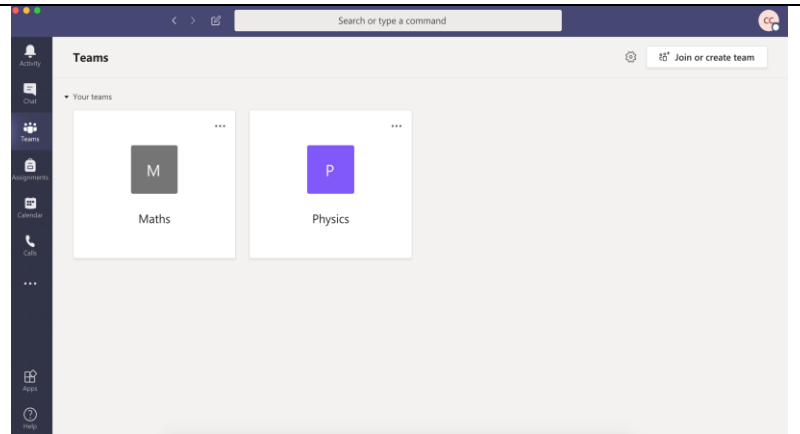 Search or type a command
CC
Activity
Chat
Teams
Assignments
Calendar
Calls
Apps
Help
Teams
Join or create team
Your teams
M
Maths
P
Physics